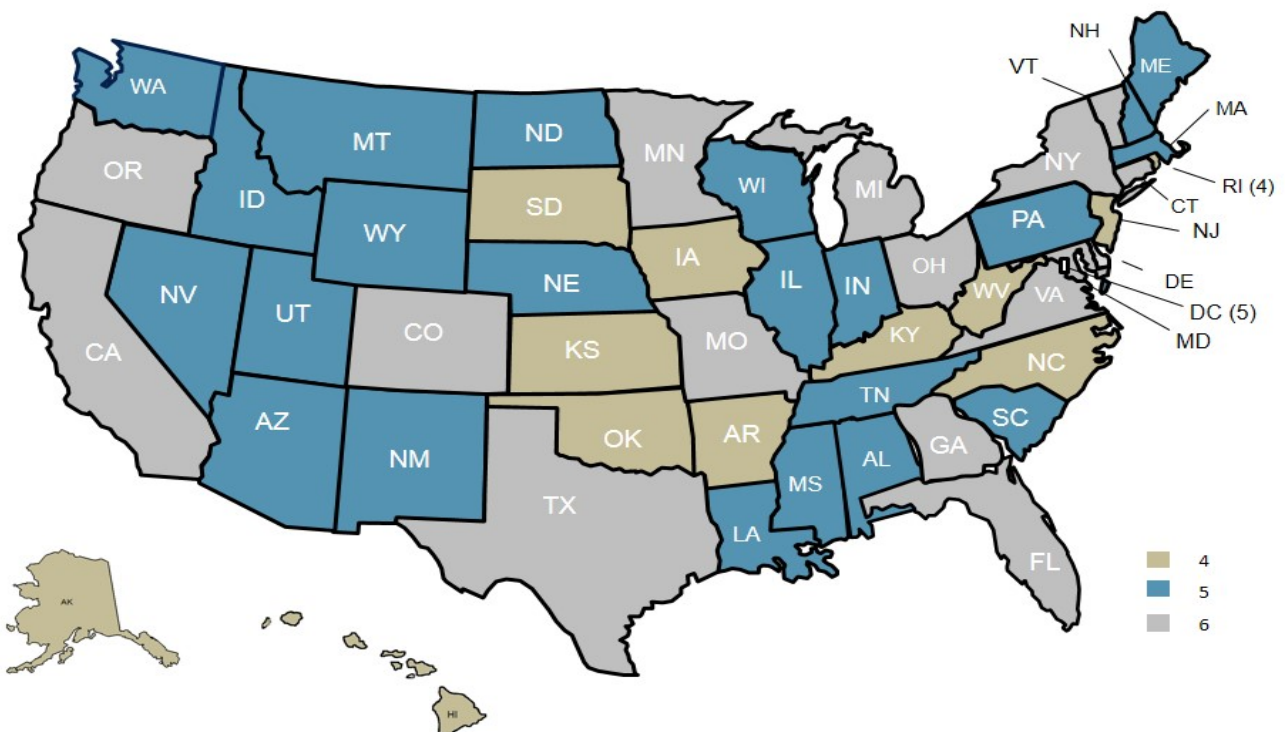 NH
VT
ME
WA
MA
MT
ND
MN
OR
NY
MI
WI
RI (4)
ID
CT
SD
PA
NJ
WY
IA
OH
NE
DE
IL
IN
WV
VA
NV
DC (5)
UT
CO
MO
MD
KS
KY
CA
NC
TN
AZ
SC
OK
AR
GA
NM
AL
MS
TX
LA
FL
4
5
6
AK
HI